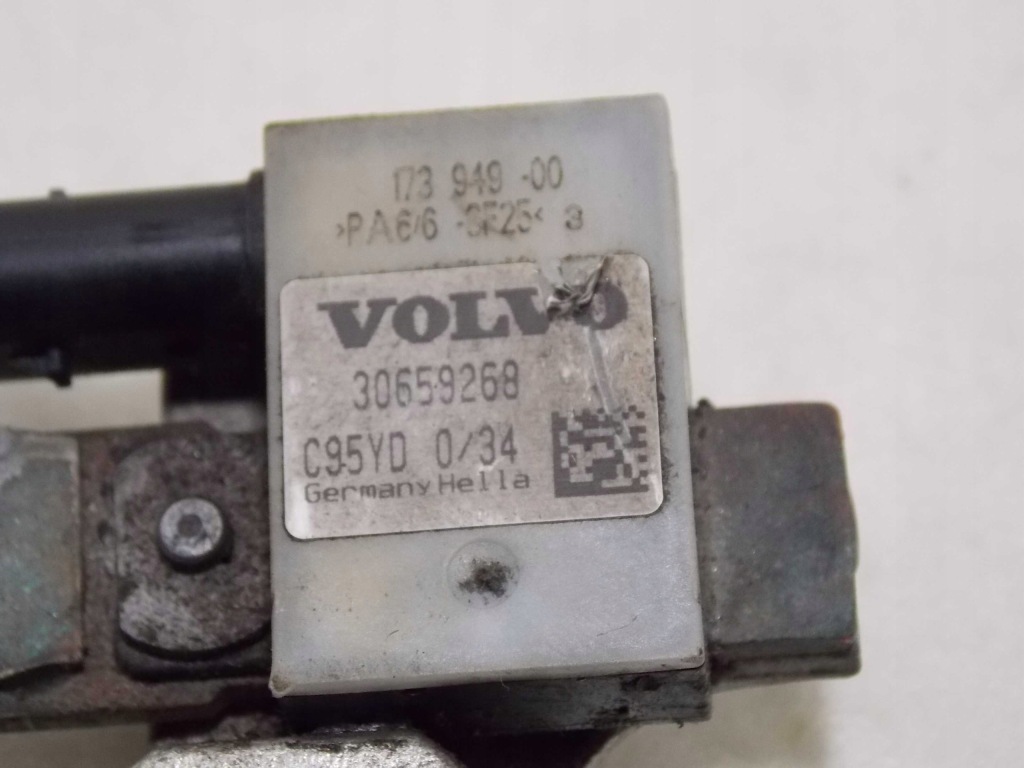 173 949-00
>PA6/6 -GF25< 3
VOLVO
30659268
C95YD 0/34
Germany Hella